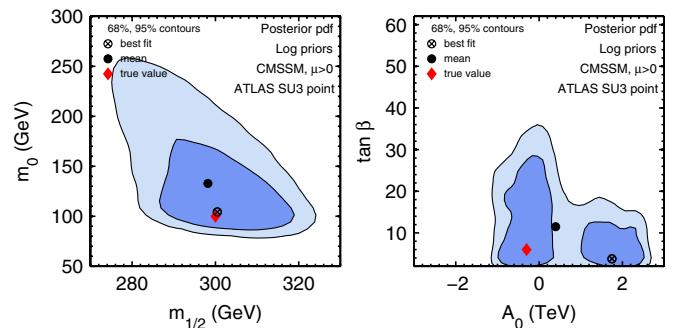 68%, 95% contours
best fit
mean
true value
Posterior pdf
Log priors
CMSSM, μ>0
ATLAS SU3 point
300
250
200
150
100
50
m0 (GeV)
280
300
320
m1/2 (GeV)
68%, 95% contours
best fit
mean
true value
Posterior pdf
Log priors
CMSSM, μ>0
ATLAS SU3 point
60
50
40
30
20
10
tan β
−2
0
2
A0 (TeV)